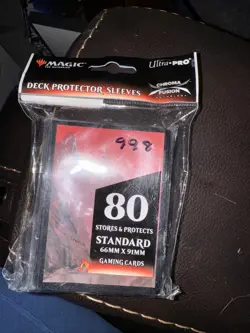 MAGIC
Ultra·PRO
DECK PROTECTOR SLEEVES
CHROMA
FUSION
998
80
STORES & PROTECTS
STANDARD
66MM X 91MM
GAMING CARDS